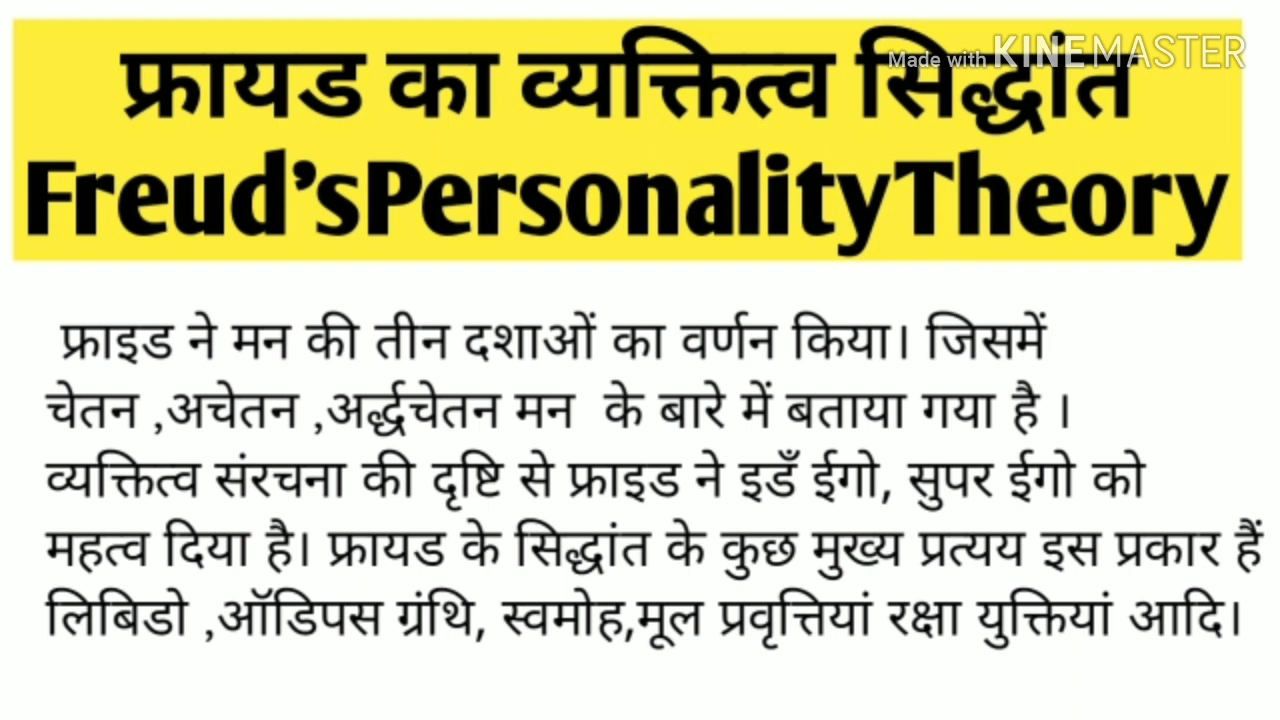 फ्रायड का व्यक्तित्व सिद्धांत
Made with KINEMASTER
Freud'sPersonalityTheory
फ्राइड ने मन की तीन दशाओं का वर्णन किया। जिसमें
चेतन ,अचेतन ,अर्द्धचेतन मन के बारे में बताया गया है ।
व्यक्तित्व संरचना की दृष्टि से फ्राइड ने इडँ ईगो, सुपर ईगो को
महत्व दिया है। फ्रायड के सिद्धांत के कुछ मुख्य प्रत्यय इस प्रकार हैं
लिबिडो ,ऑडिपस ग्रंथि, स्वमोह,मूल प्रवृत्तियां रक्षा युक्तियां आदि।